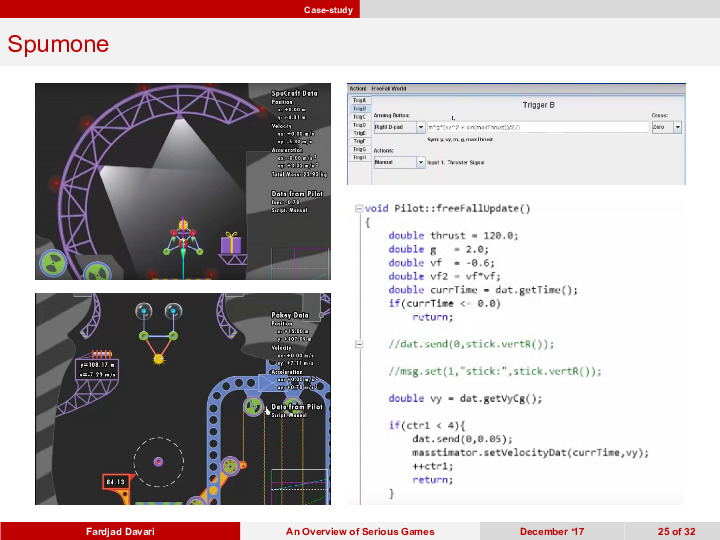 Case-study
Spumone
SpuCraft Data
Position
Velocity
Acceleration
Data from Pilot
Script: Manual
Pokey Data
Position
Velocity
Acceleration
Data from Pilot
Script: Manual
y=108.17 m
84.13
Action! FreeFall World
TrigA
TrigB
TrigC
TrigD
TrigE
TrigF
TrigG
TrigH
Trigger B
Arming Button:
Cross:
Right D-pad
Zero
Sym: y, vy, m, g, maxThrust
Actions:
Manual
Input 1. Thruster Signal
void Pilot::freeFallUpdate()
{
double thrust = 120.0;
double g = 2.0;
double vf = -0.6;
double vf2 = vf*vf;
double currTime = dat.getTime();
if(currTime <= 0.0)
return;
//dat.send(0,stick.vertR());
//msg.set(1,"stick:",stick.vertR());
double vy = dat.getVyCg();
if(ctr1 < 4){
dat.send(0,0.05);
masstimator.setVelocityDat(currTime,vy);
++ctr1;
return;
}
Fardjad Davari
An Overview of Serious Games
December ‘17
25 of 32